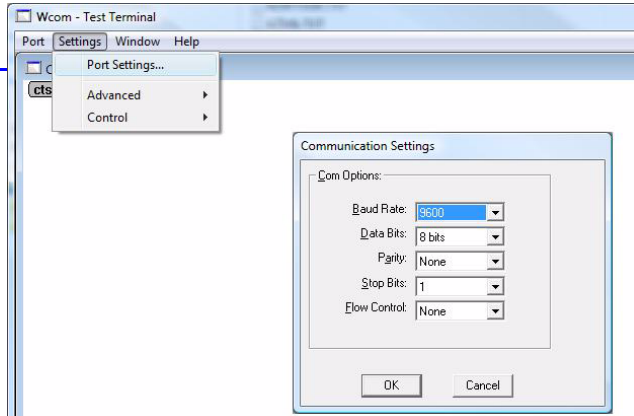 Wcom - Test Terminal
Port Settings Window Help
Port Settings...
C
cts
Advanced
Control
Communication Settings
Com Options:
Baud Rate: 9600
Data Bits: 8 bits
Parity: None
Stop Bits: 1
Flow Control: None
OK Cancel